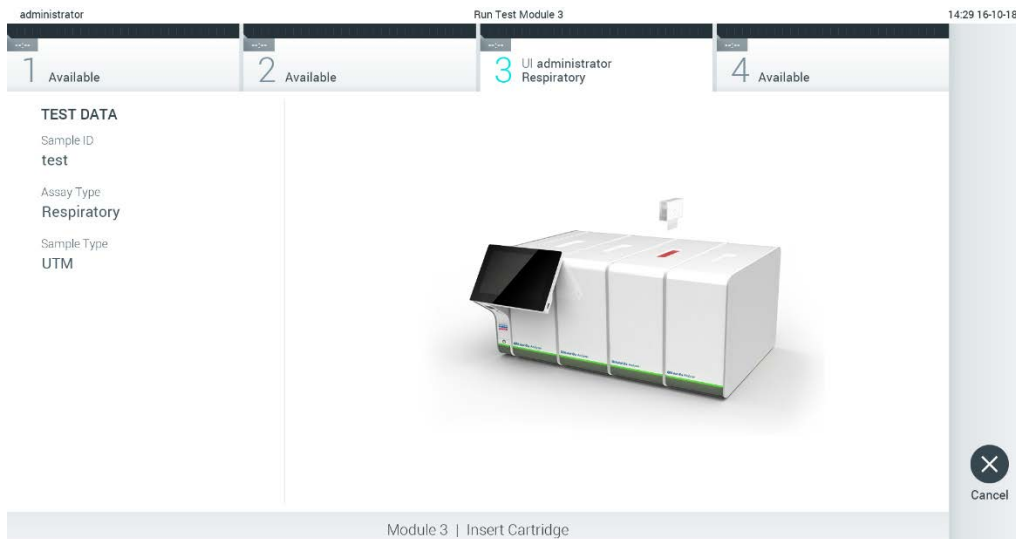 administrator
Run Test Module 3
14:29 16-10-18
--:--
1 Available
--:--
2 Available
--:--
3 UI administrator
Respiratory
--:--
4 Available
TEST DATA
Sample ID
test
Assay Type
Respiratory
Sample Type
UTM
Cancel
Module 3 | Insert Cartridge